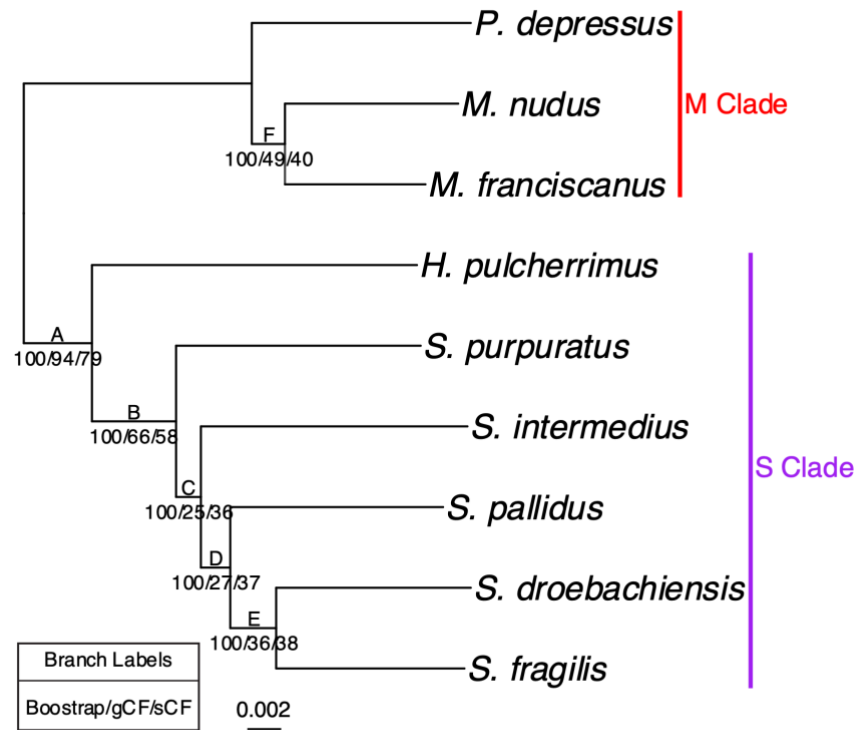 P. depressus
M. nudus
M Clade
F
100/49/40
M. franciscanus
H. pulcherrimus
A
100/94/79
S. purpuratus
B
100/66/58
S. intermedius
S Clade
C
100/25/36
S. pallidus
D
100/27/37
S. droebachiensis
E
100/36/38
S. fragilis
Branch Labels
Boostrap/gCF/sCF
0.002